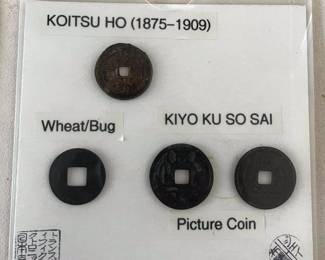 KOITSU HO (1875-1909)
Wheat/Bug
KIYO KU SO SAI
Picture Coin